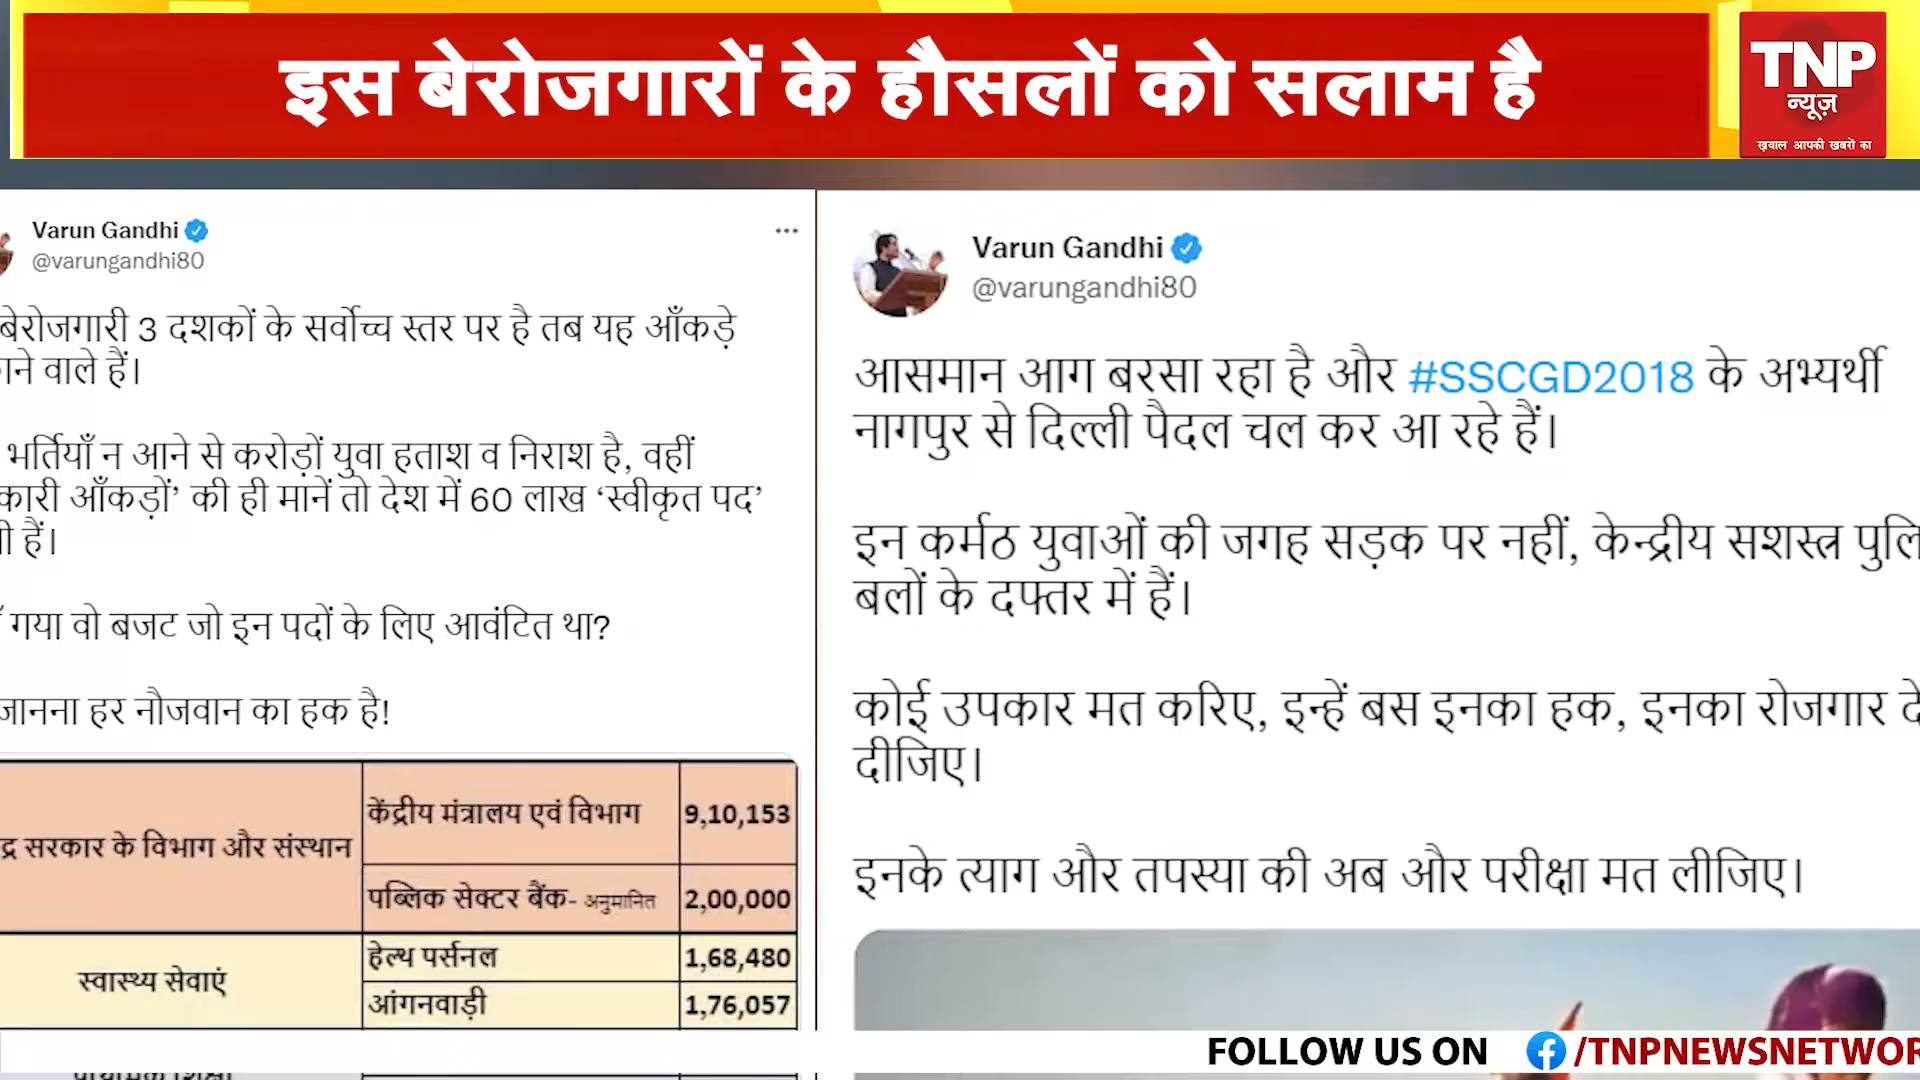 इस बेरोजगारों के हौसलों को सलाम है
TNP
न्यूज़
ख़्वाल आपकी खबरों का
Varun Gandhi
@varungandhi80
बेरोजगारी 3 दशकों के सर्वोच्च स्तर पर है तब यह आँकड़े
वाले हैं।
भर्तियाँ न आने से करोड़ों युवा हताश व निराश है, वहीं
आँकड़ों’ की ही मानें तो देश में 60 लाख ‘स्वीकृत पद’
हैं।
गया वो बजट जो इन पदों के लिए आवंटित था?
जानना हर नौजवान का हक है!
सरकार के विभाग और संस्थान
केंद्रीय मंत्रालय एवं विभाग 9,10,153
पब्लिक सेक्टर बैंक- अनुमानित 2,00,000
स्वास्थ्य सेवाएं
हेल्थ पर्सनल 1,68,480
आंगनवाड़ी 1,76,057
Varun Gandhi
@varungandhi80
आसमान आग बरसा रहा है और #SSCGD2018 के अभ्यर्थी
नागपुर से दिल्ली पैदल चल कर आ रहे हैं।
इन कर्मठ युवाओं की जगह सड़क पर नहीं, केन्द्रीय सशस्त्र
बलों के दफ्तर में हैं।
कोई उपकार मत करिए, इन्हें बस इनका हक, इनका रोजगार
दीजिए।
इनके त्याग और तपस्या की अब और परीक्षा मत लीजिए।
FOLLOW US ON /TNPNEWSNETWOR